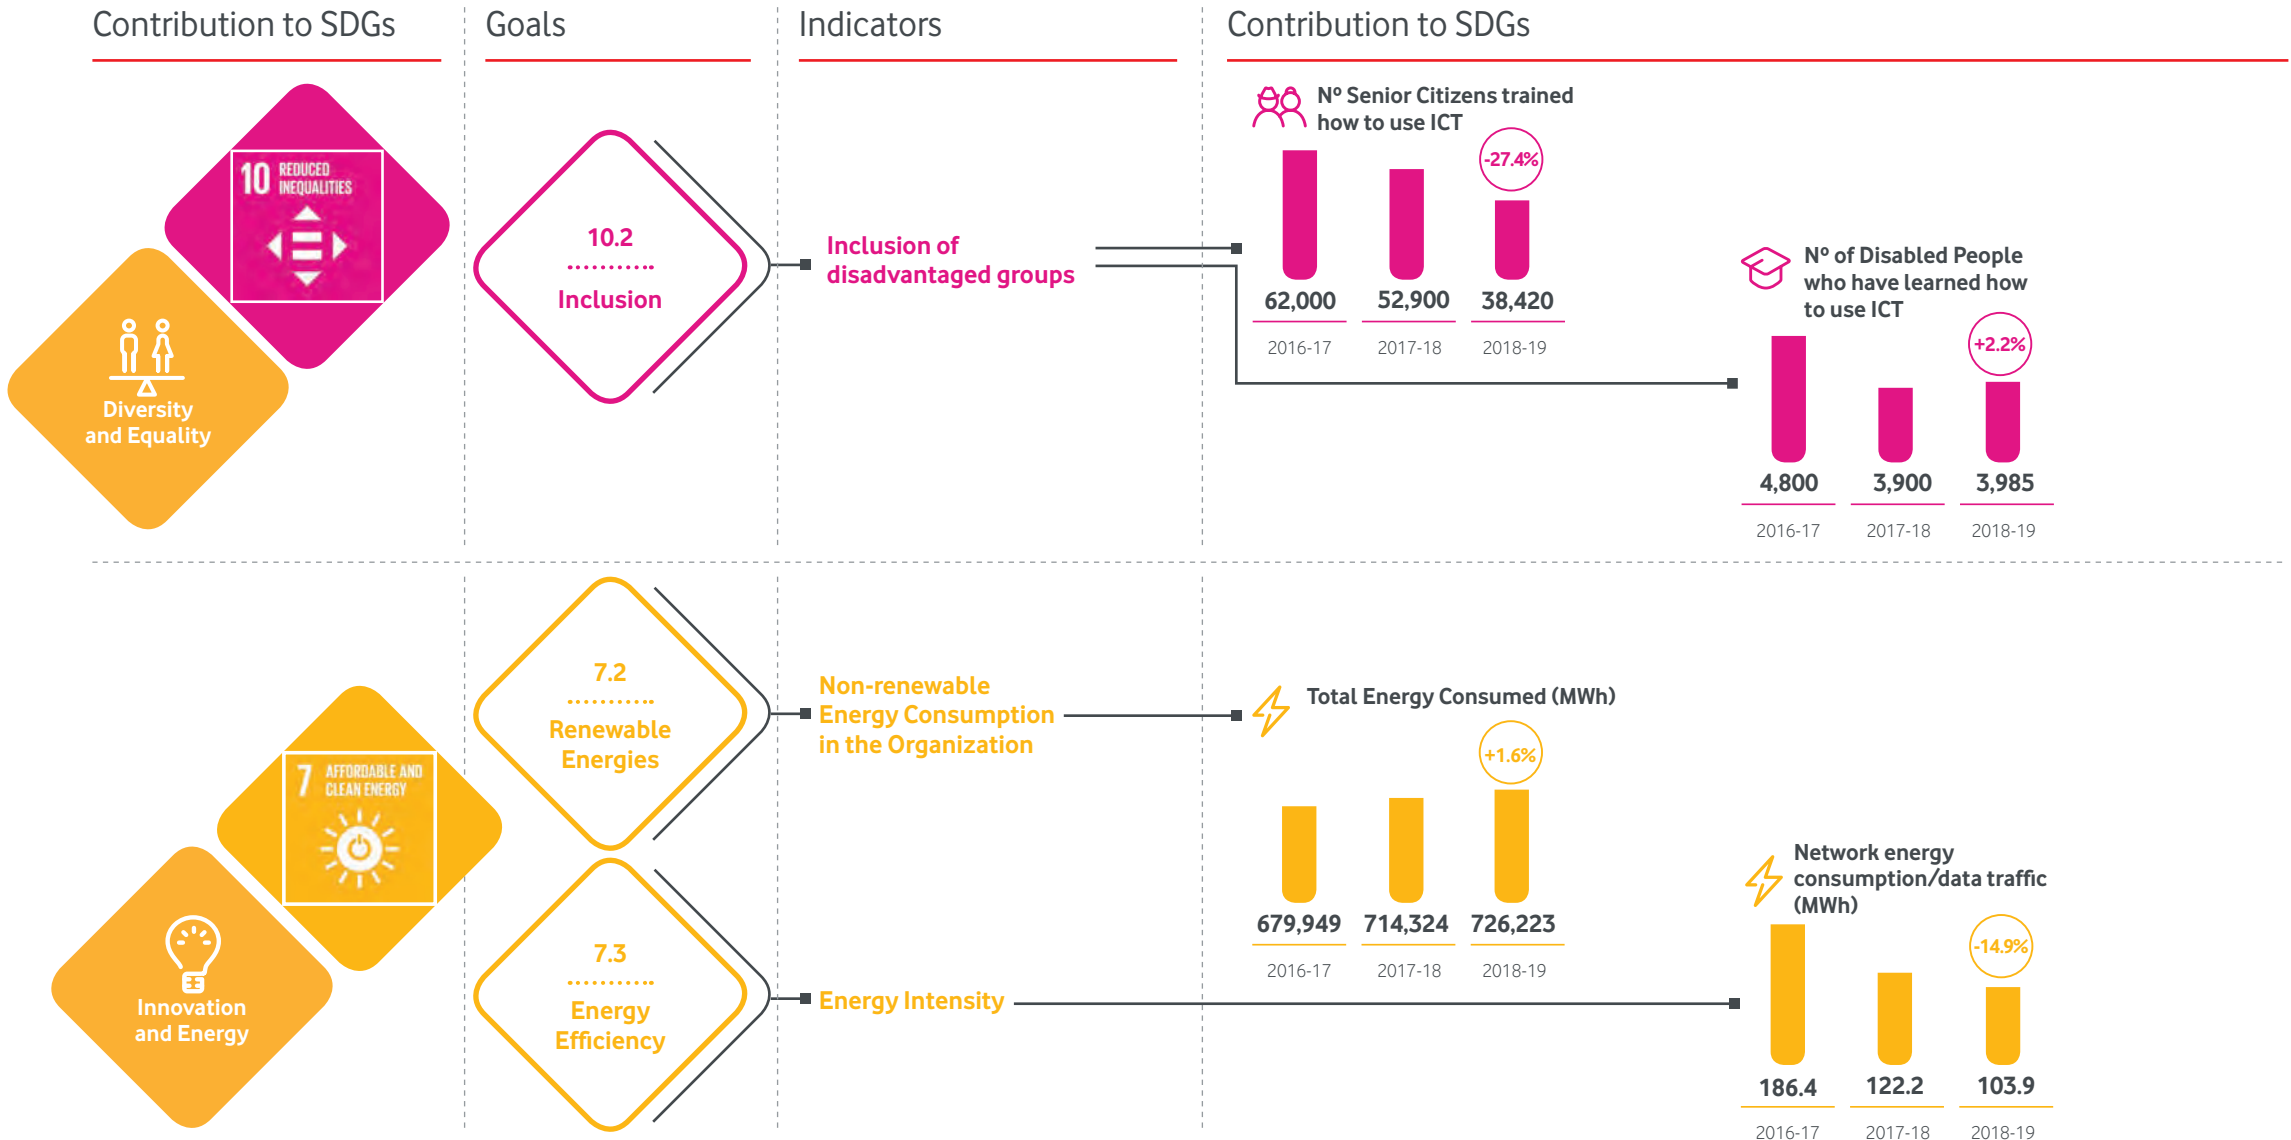 Contribution to SDGs
Goals
Indicators
Contribution to SDGs
10 REDUCED
INEQUALITIES
Diversity
and Equality
10.2
Inclusion
Inclusion of
disadvantaged groups
Nº Senior Citizens trained
how to use ICT
-27.4%
62,000 52,900 38,420
2016-17 2017-18 2018-19
Nº of Disabled People
who have learned how
to use ICT
+2.2%
4,800 3,900 3,985
2016-17 2017-18 2018-19
7 AFFORDABLE AND
CLEAN ENERGY
Innovation
and Energy
7.2
Renewable
Energies
Non-renewable
Energy Consumption
in the Organization
Total Energy Consumed (MWh)
+1.6%
679,949 714,324 726,223
2016-17 2017-18 2018-19
7.3
Energy
Efficiency
Energy Intensity
Network energy
consumption/data traffic
(MWh)
-14.9%
186.4 122.2 103.9
2016-17 2017-18 2018-19